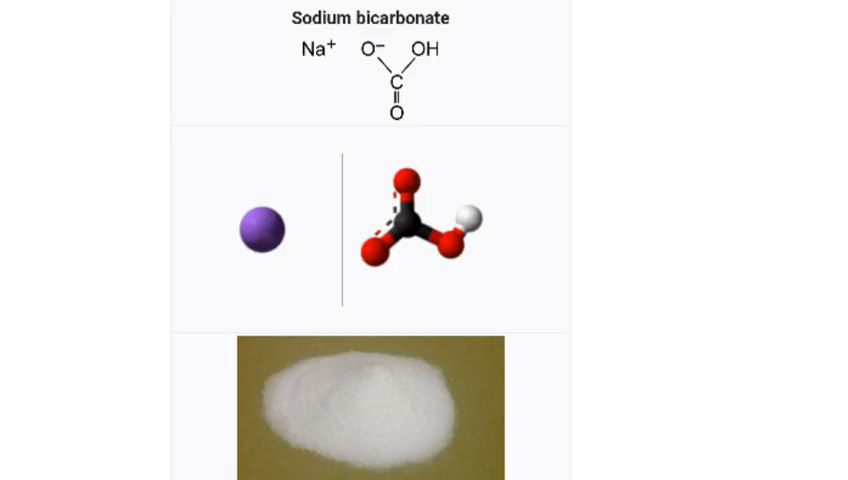 Sodium bicarbonate
Na⁺ O⁻ OH
C
O